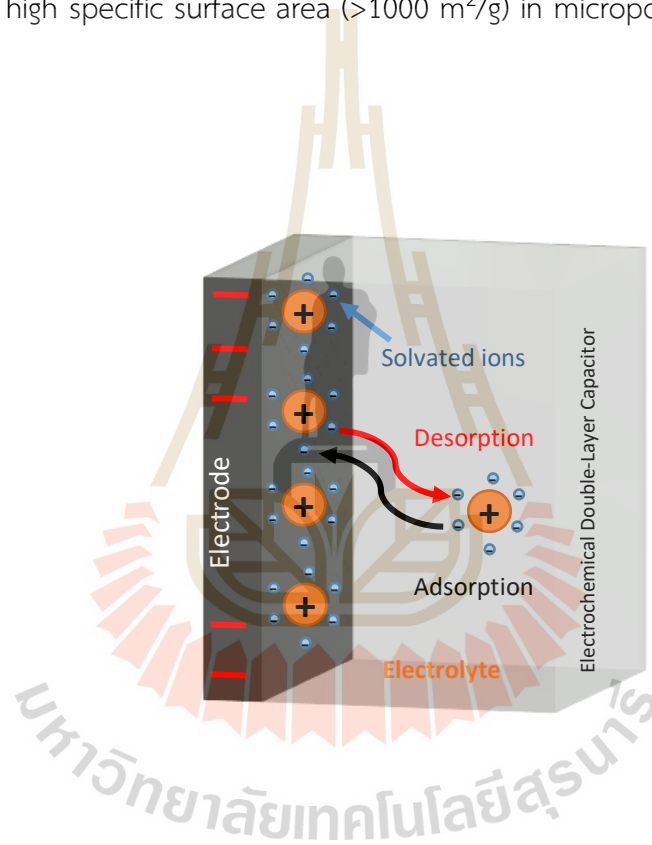 high specific surface area (>1000 m²/g) in micropo
Solvated ions
Desorption
Electrode
Adsorption
Electrolyte
Electrochemical Double-Layer Capacitor
มหาวิทยาลัยเทคโนโลยีสุรนารี